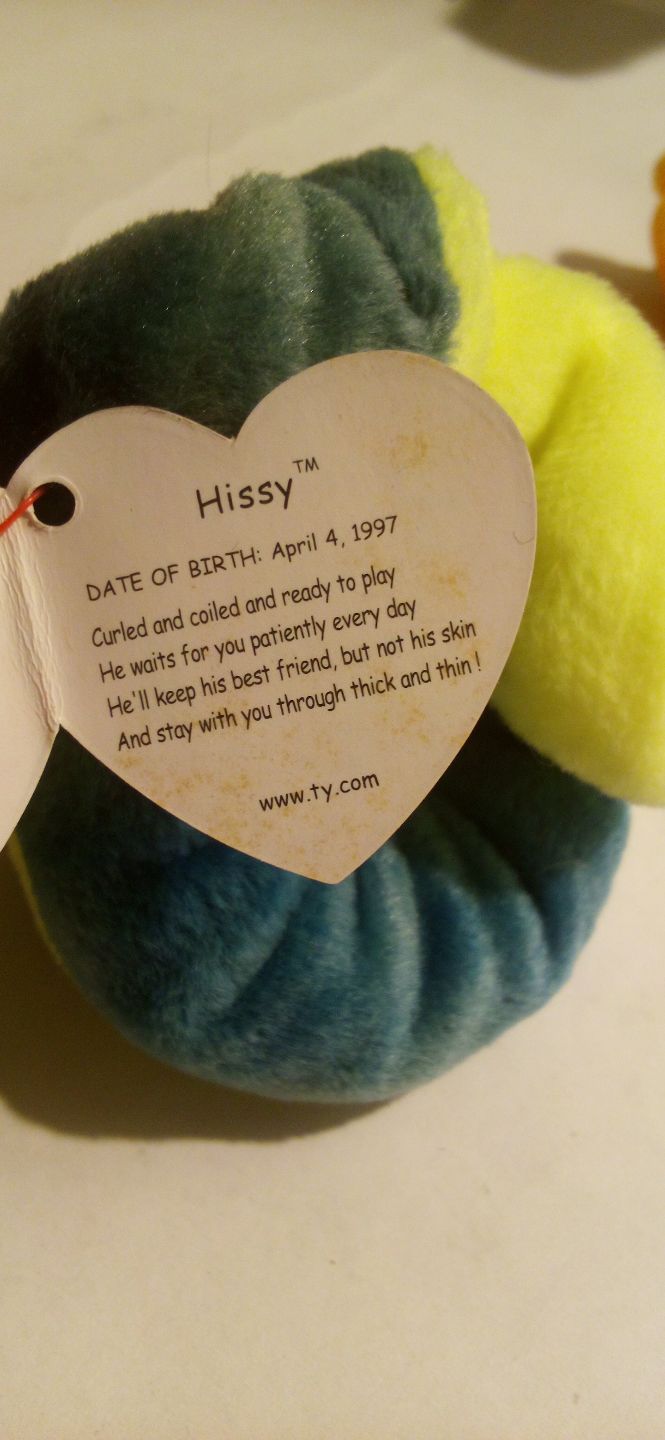 Hissy™
DATE OF BIRTH: April 4, 1997
Curled and coiled and ready to play
He waits for you patiently every day
He'll keep his best friend, but not his skin
And stay with you through thick and thin !
www.ty.com